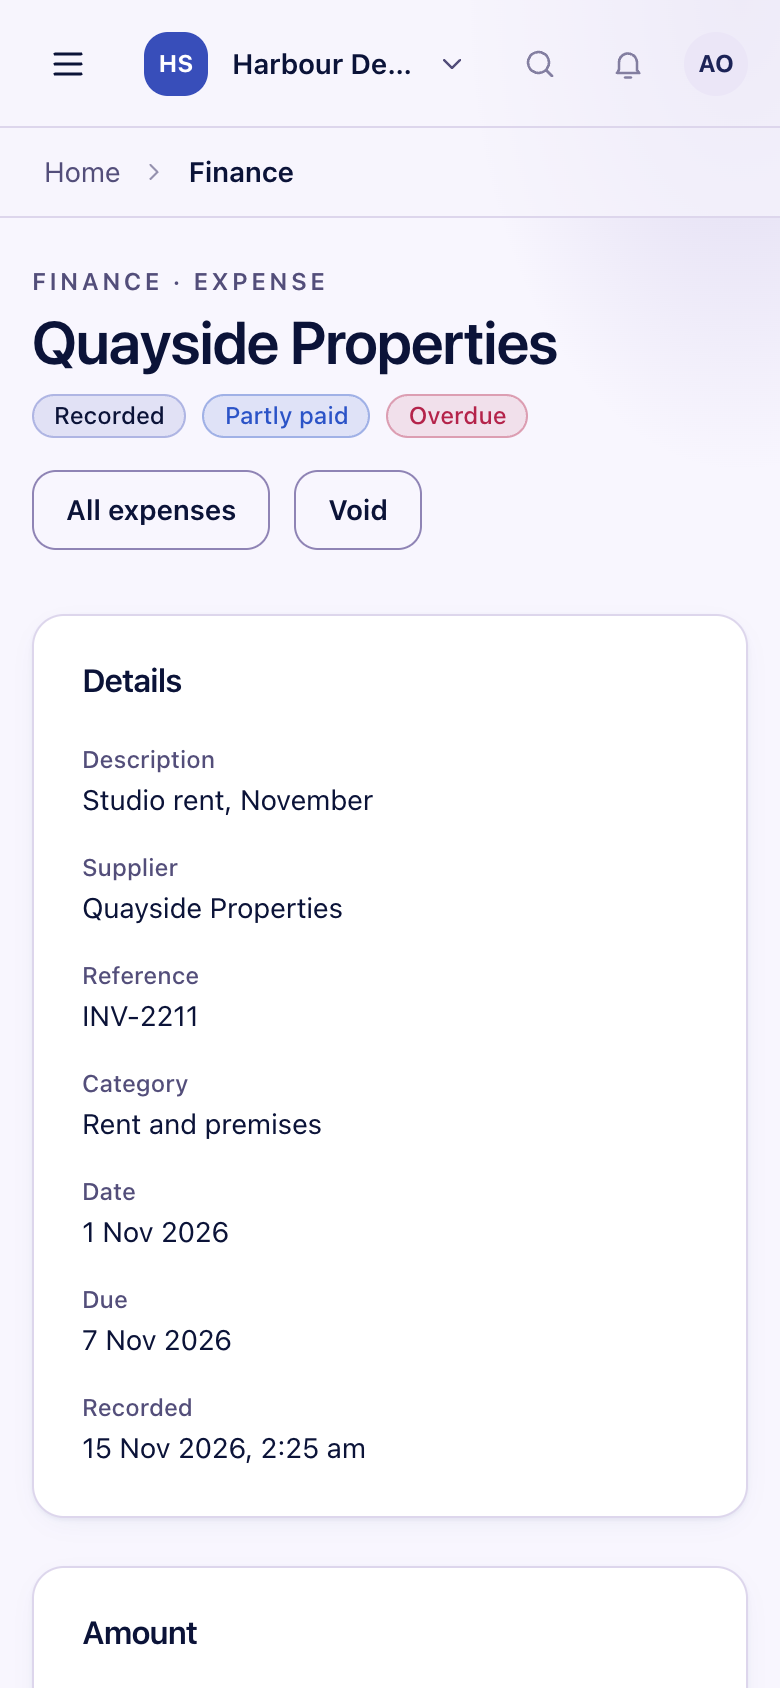 HS Harbour De... AO
Home Finance
FINANCE · EXPENSE
Quayside Properties
Recorded Partly paid Overdue
All expenses Void
Details
Description
Studio rent, November
Supplier
Quayside Properties
Reference
INV-2211
Category
Rent and premises
Date
1 Nov 2026
Due
7 Nov 2026
Recorded
15 Nov 2026, 2:25 am
Amount